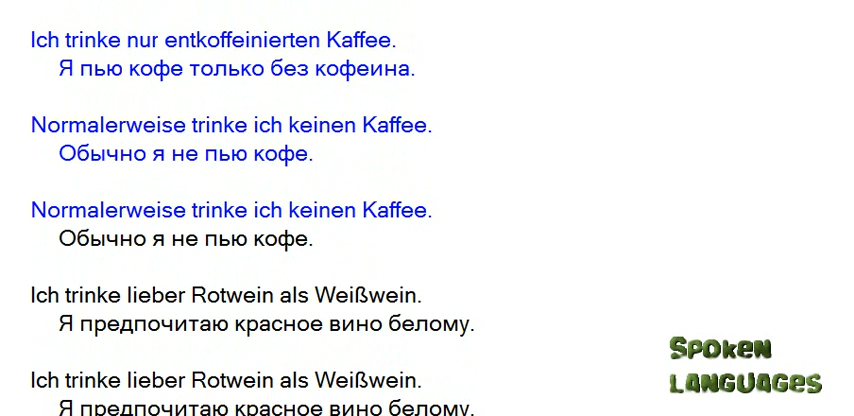 Ich trinke nur entkoffeinierten Kaffee.
Я пью кофе только без кофеина.
Normalerweise trinke ich keinen Kaffee.
Обычно я не пью кофе.
Normalerweise trinke ich keinen Kaffee.
Обычно я не пью кофе.
Ich trinke lieber Rotwein als Weißwein.
Я предпочитаю красное вино белому.
Ich trinke lieber Rotwein als Weißwein.
Я предпочитаю красное вино белому.
Spoken
Languages